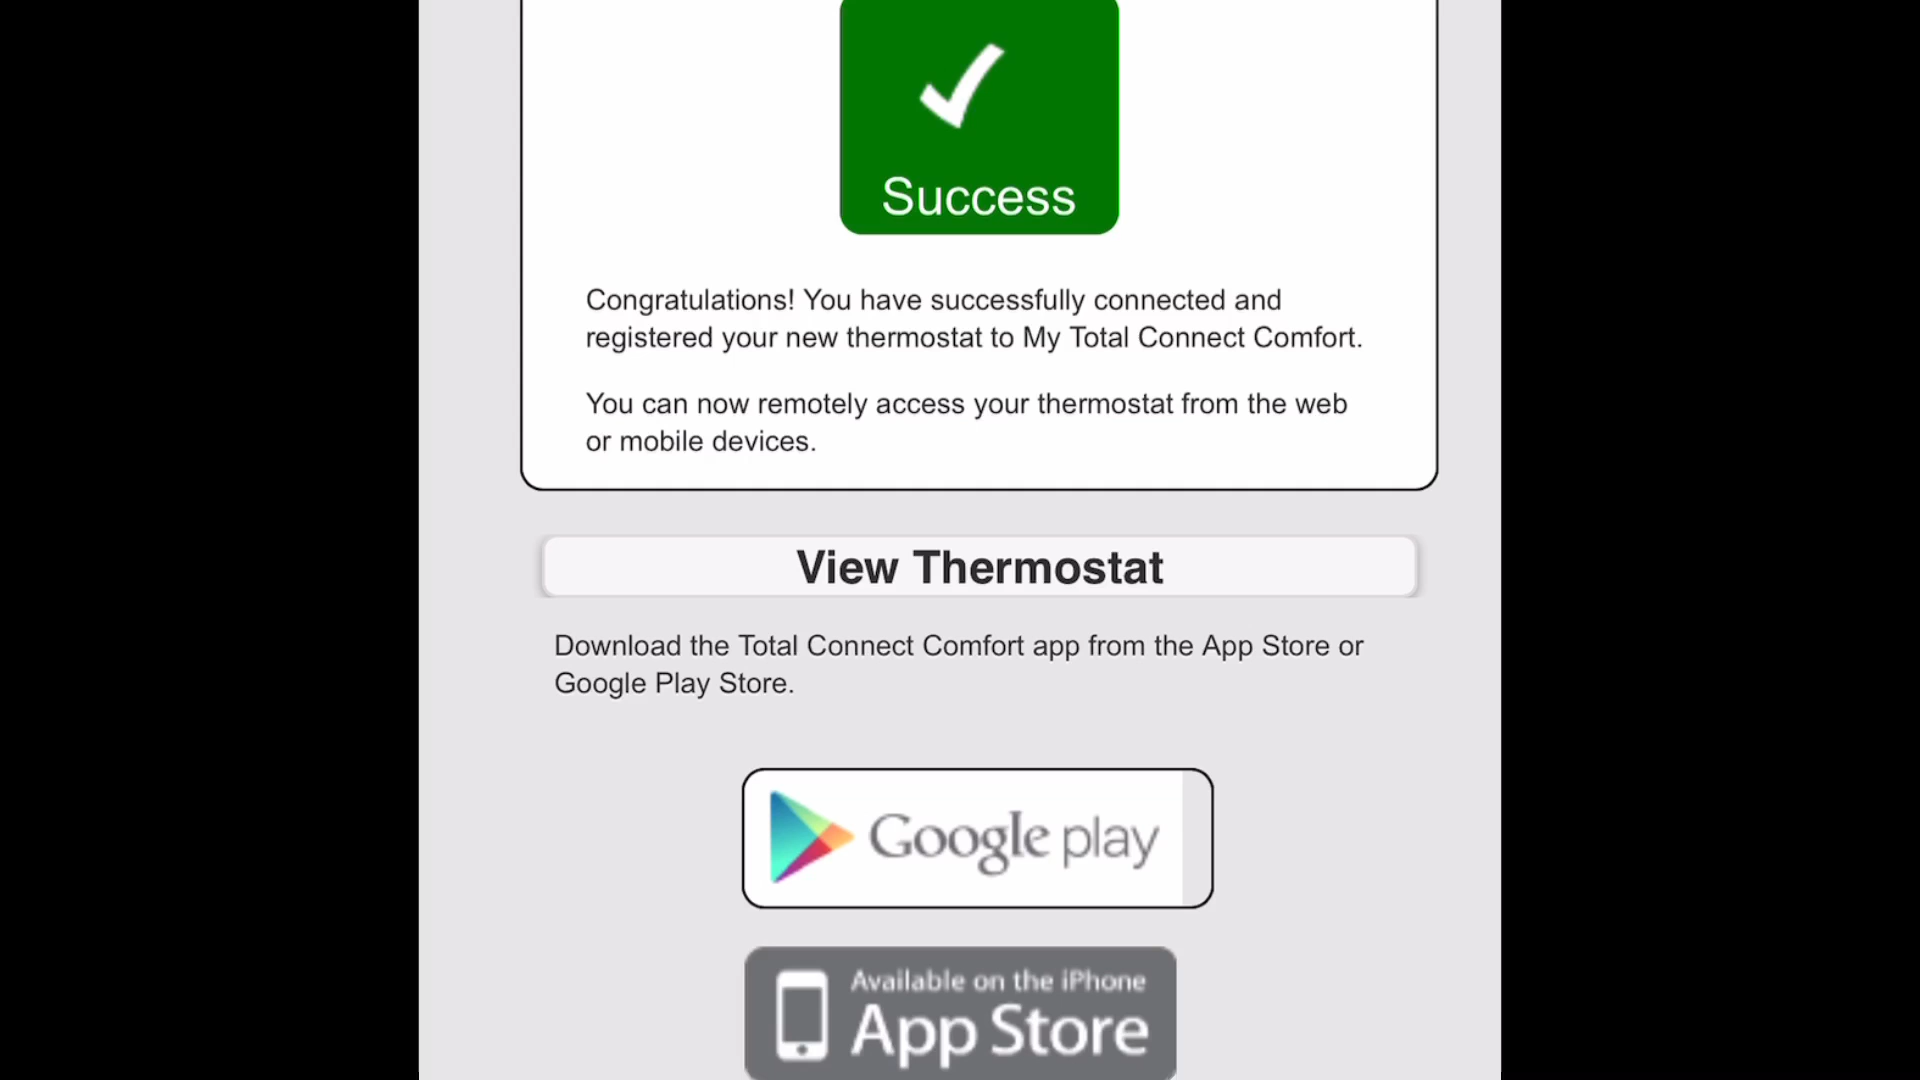 Success
Congratulations! You have successfully connected and
registered your new thermostat to My Total Connect Comfort.
You can now remotely access your thermostat from the web
or mobile devices.
View Thermostat
Download the Total Connect Comfort app from the App Store or
Google Play Store.
Google play
Available on the iPhone
App Store